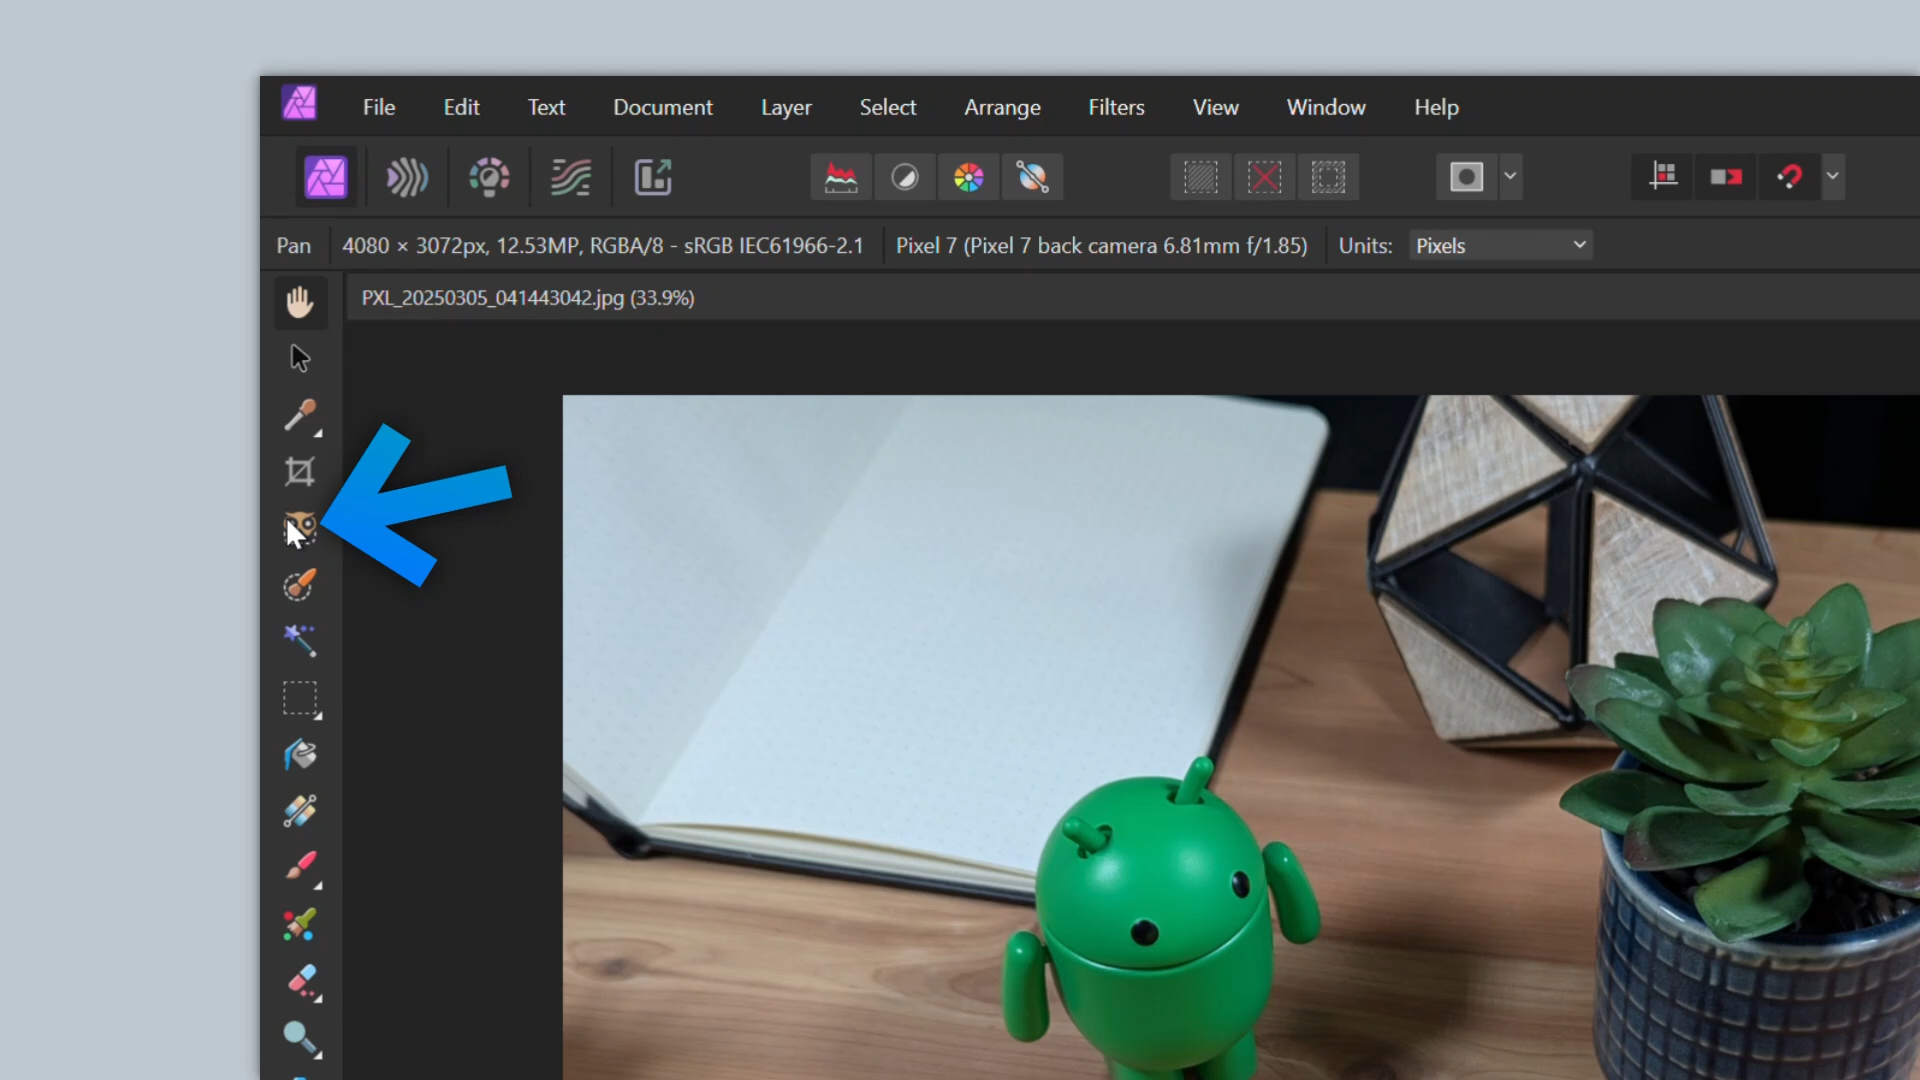 File Edit Text Document Layer Select Arrange Filters View Window Help
Pan 4080 × 3072px, 12.53MP, RGBA/8 - sRGB IEC61966-2.1 Pixel 7 (Pixel 7 back camera 6.81mm f/1.85) Units: Pixels
PXL_20250305_041443042.jpg (33.9%)